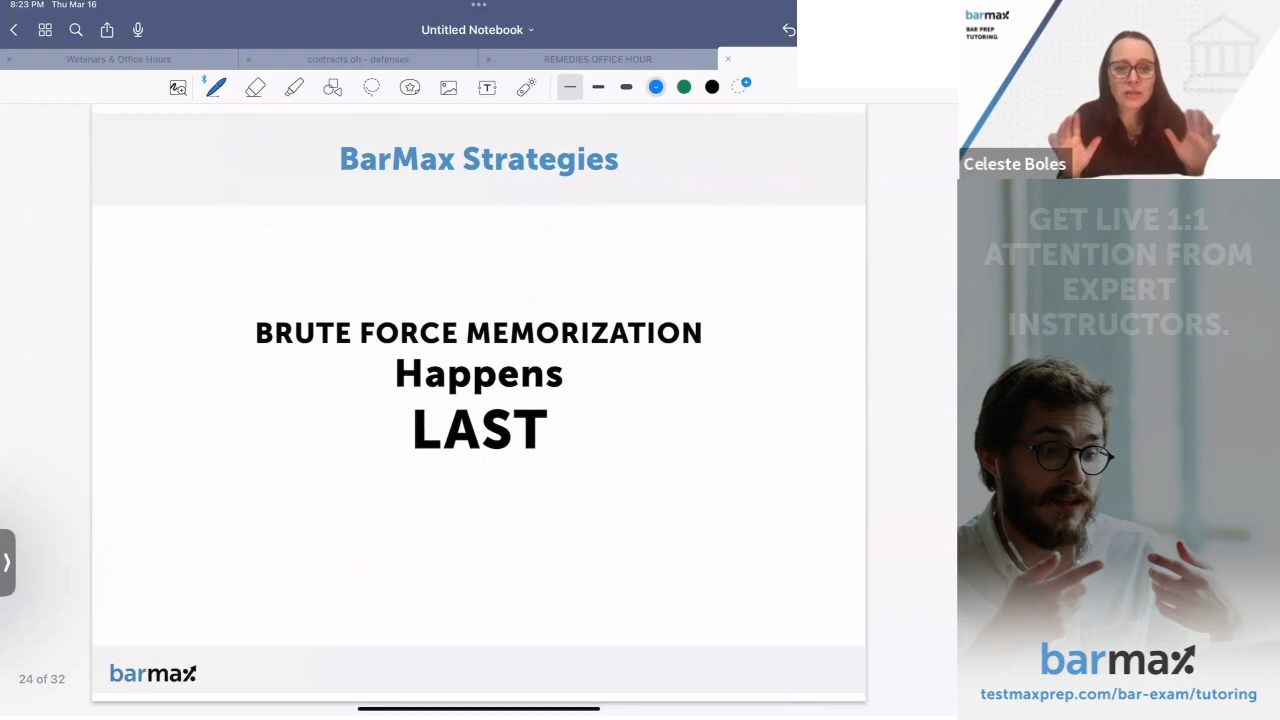 8:23 PM Thu Mar 16
Untitled Notebook
Webinars & Office Hours
contracts oh - defenses
REMEDIES OFFICE HOUR
BarMax Strategies
BRUTE FORCE MEMORIZATION
Happens
LAST
barmax
24 of 32
barmax
BAR PREP
TUTORING
Celeste Boles
GET LIVE 1:1
ATTENTION FROM
EXPERT
INSTRUCTORS.
barmax
testmaxprep.com/bar-exam/tutoring